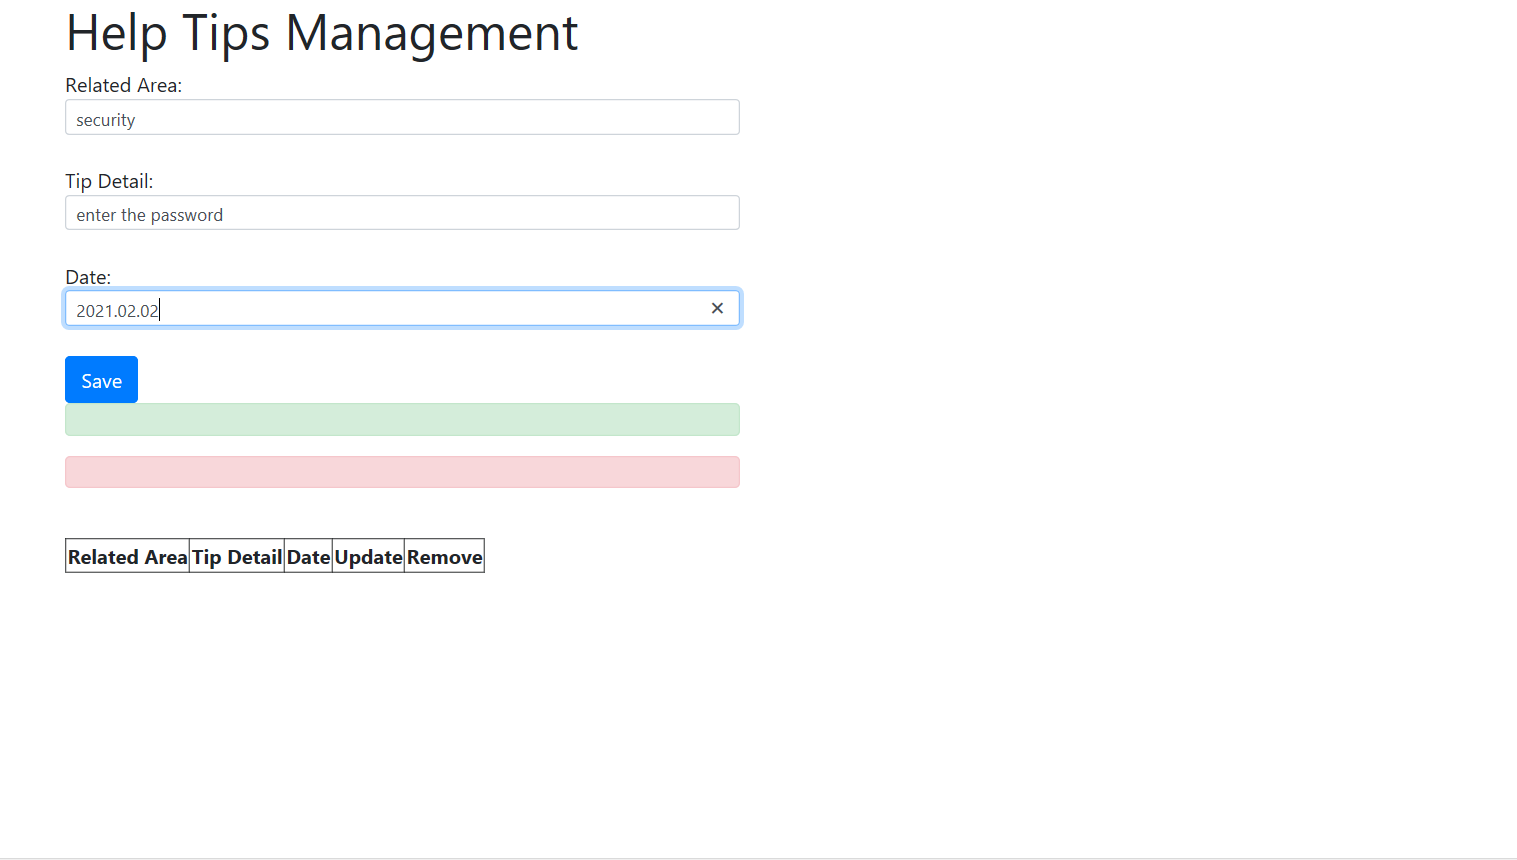 Help Tips Management
Related Area:
security
Tip Detail:
enter the password
Date:
2021.02.02
Save
Related Area Tip Detail Date Update Remove